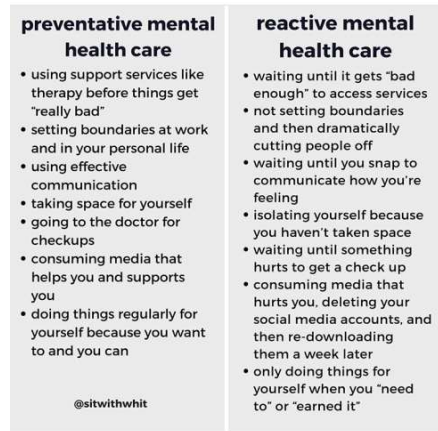 preventative mental
health care
• using support services like
therapy before things get
"really bad"
• setting boundaries at work
and in your personal life
• using effective
communication
• taking space for yourself
• going to the doctor for
checkups
• consuming media that
helps you and supports
you
• doing things regularly for
yourself because you want
to and you can
@sitwithwhit
reactive mental
health care
• waiting until it gets "bad
enough" to access services
• not setting boundaries
and then dramatically
cutting people off
• waiting until you snap to
communicate how you're
feeling
• isolating yourself because
you haven't taken space
• waiting until something
hurts to get a check up
• consuming media that
hurts you, deleting your
social media accounts, and
then re-downloading
them a week later
• only doing things for
yourself when you "need
to" or "earned it"